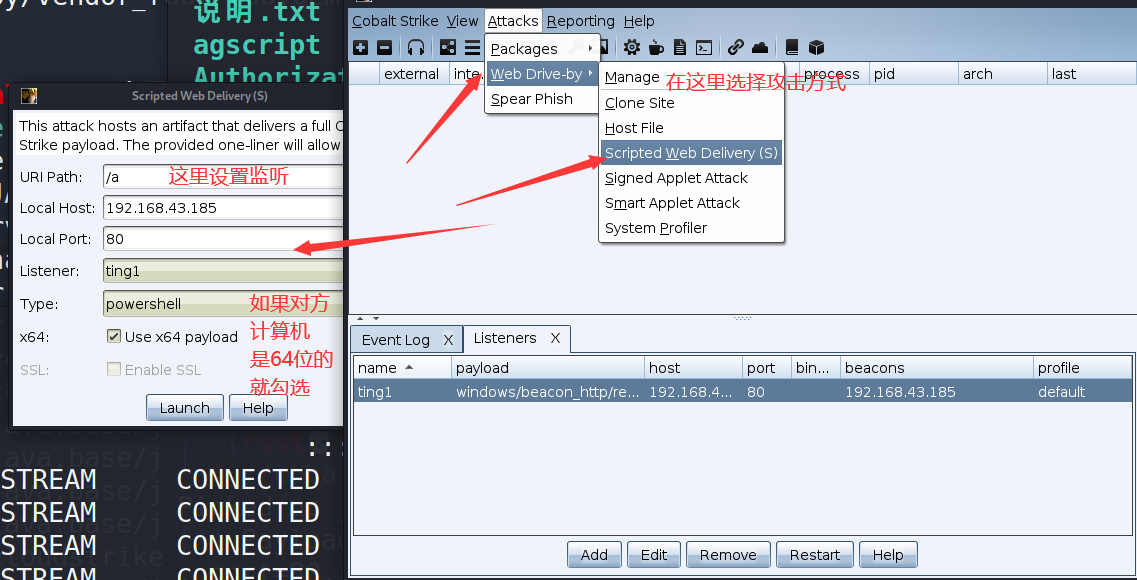 说明.txt
agscript
Cobalt Strike View Attacks Reporting Help
Packages
Web Drive-by
Spear Phish
Manage
Clone Site
Host File
Scripted Web Delivery (S)
Signed Applet Attack
Smart Applet Attack
System Profiler
在这里选择攻击方式
external inte... process pid arch last
Scripted Web Delivery (S)
This attack hosts an artifact that delivers a full
Strike payload. The provided one-liner will allow
URI Path: /a
这里设置监听
Local Host: 192.168.43.185
Local Port: 80
Listener: ting1
Type: powershell
如果对方
计算机
是64位的
就勾选
x64: Use x64 payload
SSL: Enable SSL
Launch Help
Event Log X Listeners X
name payload host port bin... beacons profile
ting1 windows/beacon_http/re... 192.168.4... 80 192.168.43.185 default
Add Edit Remove Restart Help
STREAM CONNECTED
STREAM CONNECTED
STREAM CONNECTED
STREAM CONNECTED